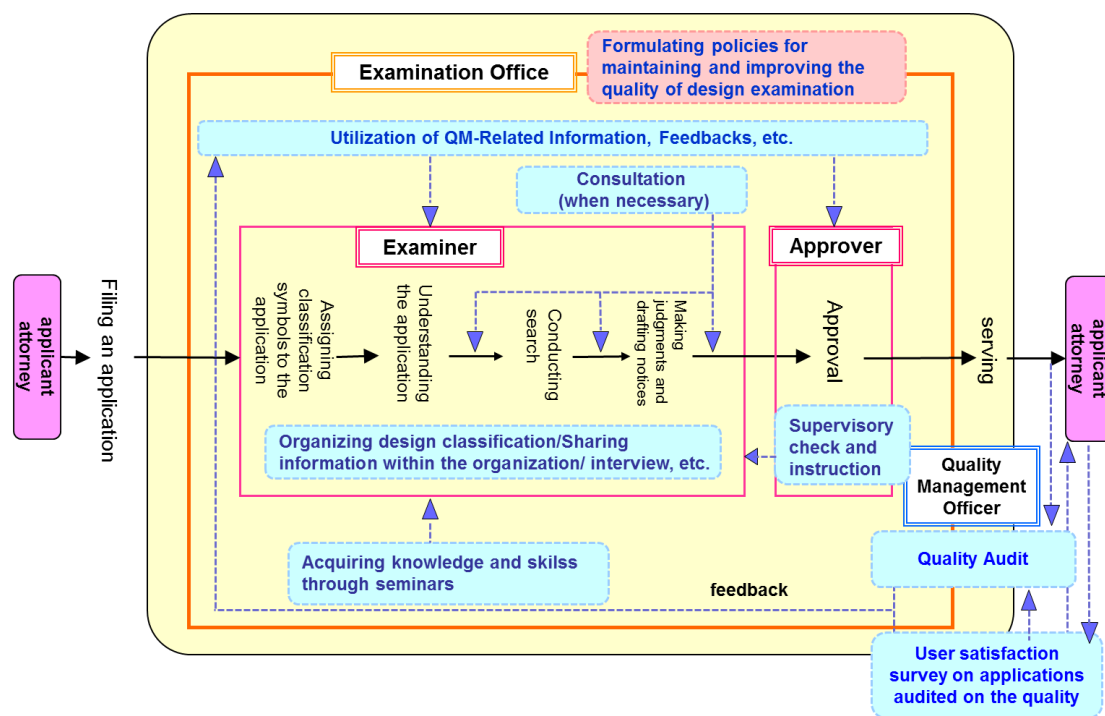 Formulating policies for
maintaining and improving the
quality of design examination
Examination Office
Utilization of QM-Related Information, Feedbacks, etc.
Consultation
(when necessary)
Examiner
Approver
applicant
attorney
Filing an application
Assigning
classification
symbols to the
application
Understanding
the application
Conducting
search
Making
judgments and
drafting notices
Approval
serving
applicant
attorney
Organizing design classification/Sharing
information within the organization/ interview, etc.
Supervisory
check and
instruction
Quality
Management
Officer
Acquiring knowledge and skilss
through seminars
Quality Audit
feedback
User satisfaction
survey on applications
audited on the quality